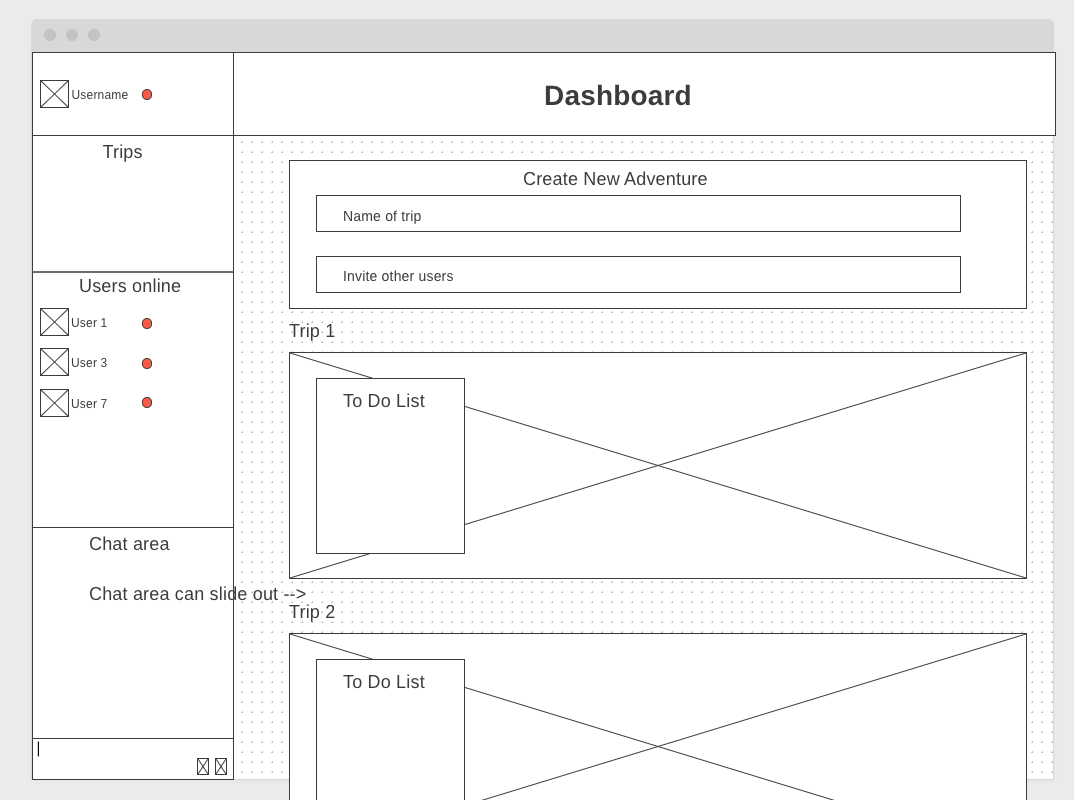 Username
Dashboard
Trips
Create New Adventure
Name of trip
Invite other users
Users online
User 1
User 3
User 7
Trip 1
To Do List
Chat area
Chat area can slide out -->
Trip 2
To Do List